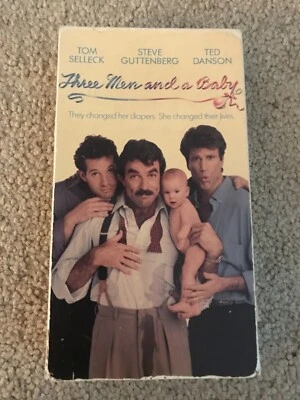 TOM SELLECK STEVE GUTTENBERG TED DANSON
Three Men and a Baby
They changed her diapers. She changed their lives.